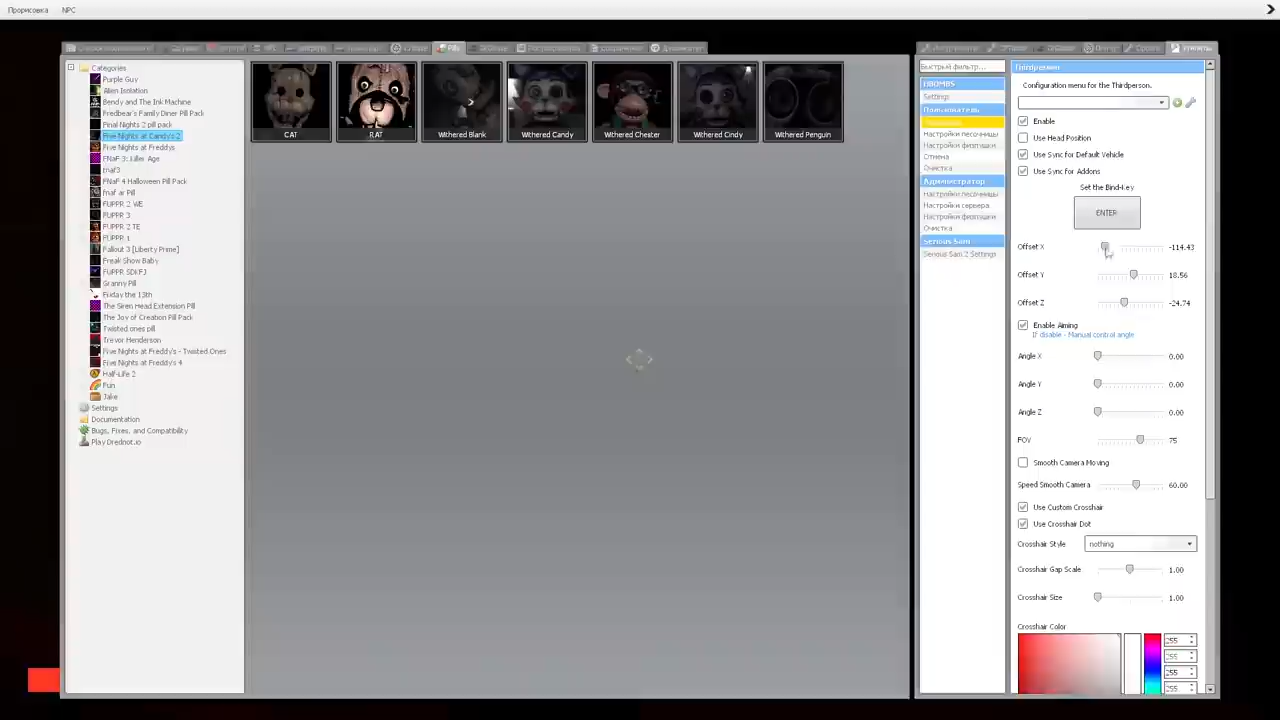 Прорисовка NPC
Pills
Categories
Purple Guy
Alien Isolation
Bendy and The Ink Machine
Fredbear's Family Diner Pill Pack
Final Nights 2 pill pack
Five Nights at Candy's 2
Five Nights at Freddys
FNaF 3: Killer Age
fnaf3
FNaF 4 Halloween Pill Pack
fnaf ar Pill
FUPPR 2 WE
FUPPR 3
FUPPR 2 TE
FUPPR 1
Fallout 3 [Liberty Prime]
Freak Show Baby
FUPPR SDLFJ
Granny Pill
Friday the 13th
The Siren Head Extension Pill
The Joy of Creation Pill Pack
Twisted ones pill
Trevor Henderson
Five Nights at Freddy's - Twisted Ones
Five Nights at Freddy's 4
Half-Life 2
Fun
Jake
Settings
Documentation
Bugs, Fixes, and Compatibility
Play Drednot.io
CAT
RAT
Withered Blank
Withered Candy
Withered Chester
Withered Cindy
Withered Penguin
Быстрый фильтр...
Settings
Пользователь
Настройки песочницы
Настройки физпушки
Отмена
Очистка
Администратор
Настройки песочницы
Настройки сервера
Настройки физпушки
Очистка
Serious Sam
Serious Sam 2 Settings
Thirdperson
Configuration menu for the Thirdperson.
Enable
Use Head Position
Use Sync for Default Vehicle
Use Sync for Addons
Set the Bind-Key
ENTER
Offset X -114.43
Offset Y 18.56
Offset Z -24.74
Enable Aiming
If disable - Manual control angle
Angle X 0.00
Angle Y 0.00
Angle Z 0.00
FOV 75
Smooth Camera Moving
Speed Smooth Camera 60.00
Use Custom Crosshair
Use Crosshair Dot
Crosshair Style nothing
Crosshair Gap Scale 1.00
Crosshair Size 1.00
Crosshair Color
255
255
255
255